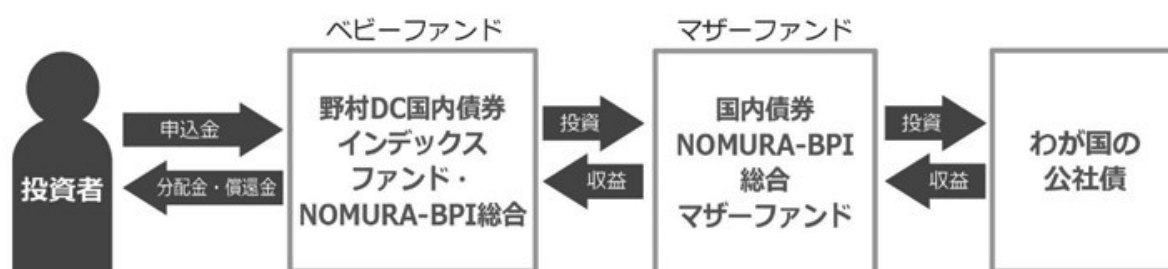 ベビーファンド
マザーファンド
投資者
申込金
分配金・償還金
野村DC国内債券
インデックス
ファンド・
NOMURA-BPI総合
投資
収益
国内債券
NOMURA-BPI
総合
マザーファンド
投資
収益
わが国の
公社債